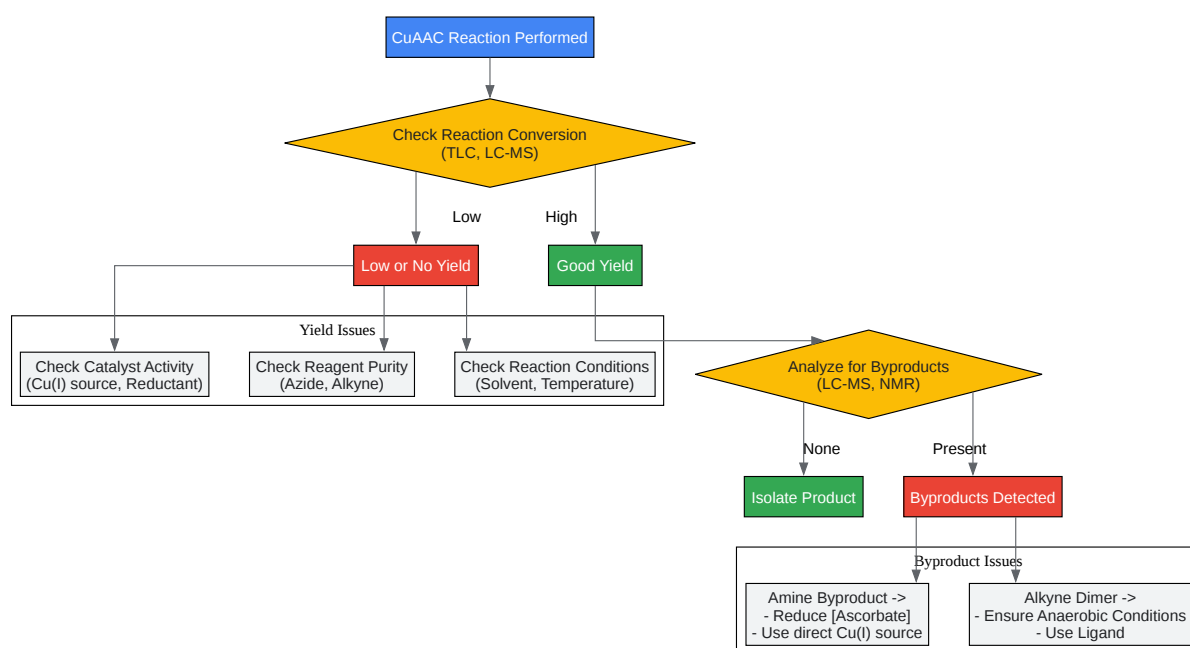 CuAAC Reaction Performed
Check Reaction Conversion
(TLC, LC-MS)
Low
High
Low or No Yield
Good Yield
Yield Issues
Check Catalyst Activity
(Cu(I) source, Reductant)
Check Reagent Purity
(Azide, Alkyne)
Check Reaction Conditions
(Solvent, Temperature)
Analyze for Byproducts
(LC-MS, NMR)
None
Present
Isolate Product
Byproducts Detected
Byproduct Issues
Amine Byproduct ->
- Reduce [Ascorbate]
- Use direct Cu(I) source
Alkyne Dimer ->
- Ensure Anaerobic Conditions
- Use Ligand